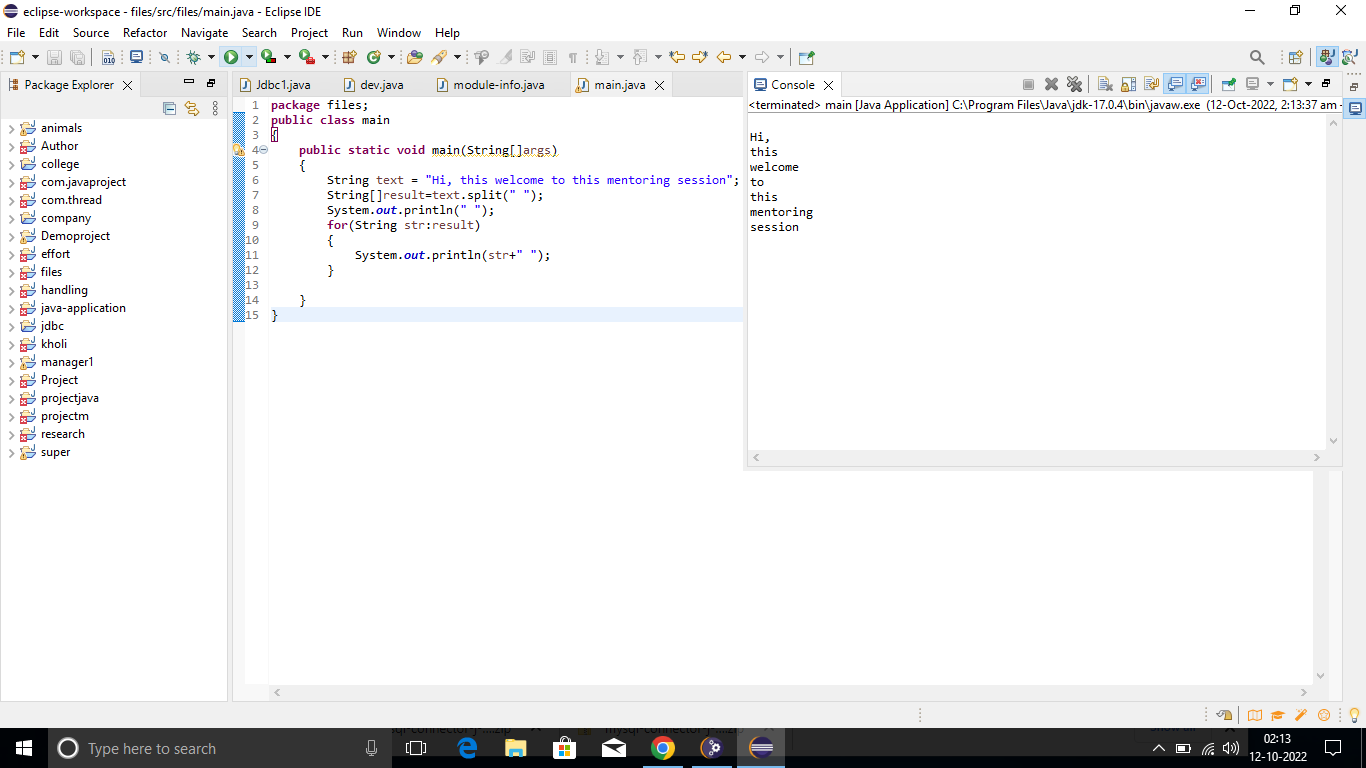 eclipse-workspace - files/src/files/main.java - Eclipse IDE
File Edit Source Refactor Navigate Search Project Run Window Help
Package Explorer
animals
Author
college
com.javaproject
com.thread
company
Demoproject
effort
files
handling
java-application
jdbc
kholi
manager1
Project
projectjava
projectm
research
super
Jdbc1.java dev.java module-info.java main.java
1 package files;
2 public class main
3 {
4 public static void main(String[]args)
5 {
6 String text = "Hi, this welcome to this mentoring session";
7 String[]result=text.split(" ");
8 System.out.println(" ");
9 for(String str:result)
10 {
11 System.out.println(str+" ");
12 }
13
14 }
15 }
Console
<terminated> main [Java Application] C:\Program Files\Java\jdk-17.0.4\bin\javaw.exe (12-Oct-2022, 2:13:37 am -
Hi,
this
welcome
to
this
mentoring
session
Type here to search
02:13
12-10-2022